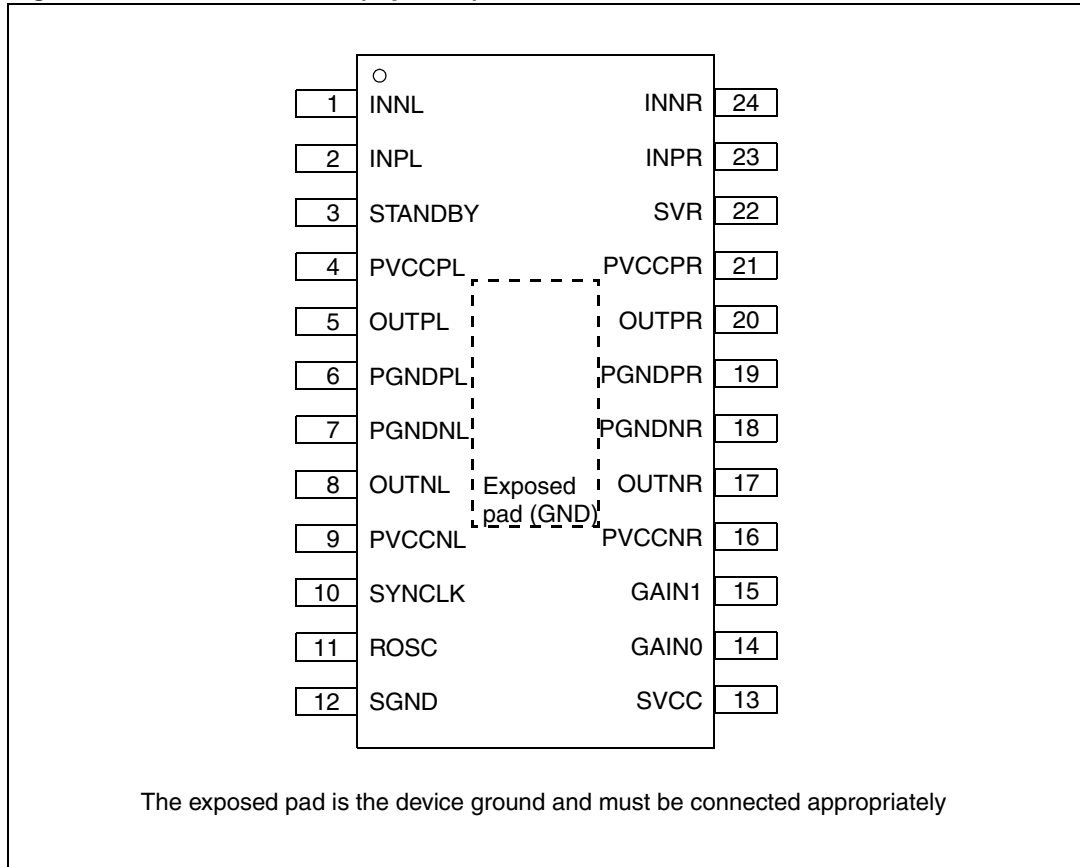 1 INNL INNR 24
2 INPL INPR 23
3 STANDBY SVR 22
4 PVCCPL PVCCPR 21
5 OUTPL OUTPR 20
6 PGNDPL PGNDPR 19
7 PGNDNL PGNDNR 18
8 OUTNL Exposed OUTNR 17
pad (GND)
9 PVCCNL PVCCNR 16
10 SYNCLK GAIN1 15
11 ROSC GAIN0 14
12 SGND SVCC 13
The exposed pad is the device ground and must be connected appropriately